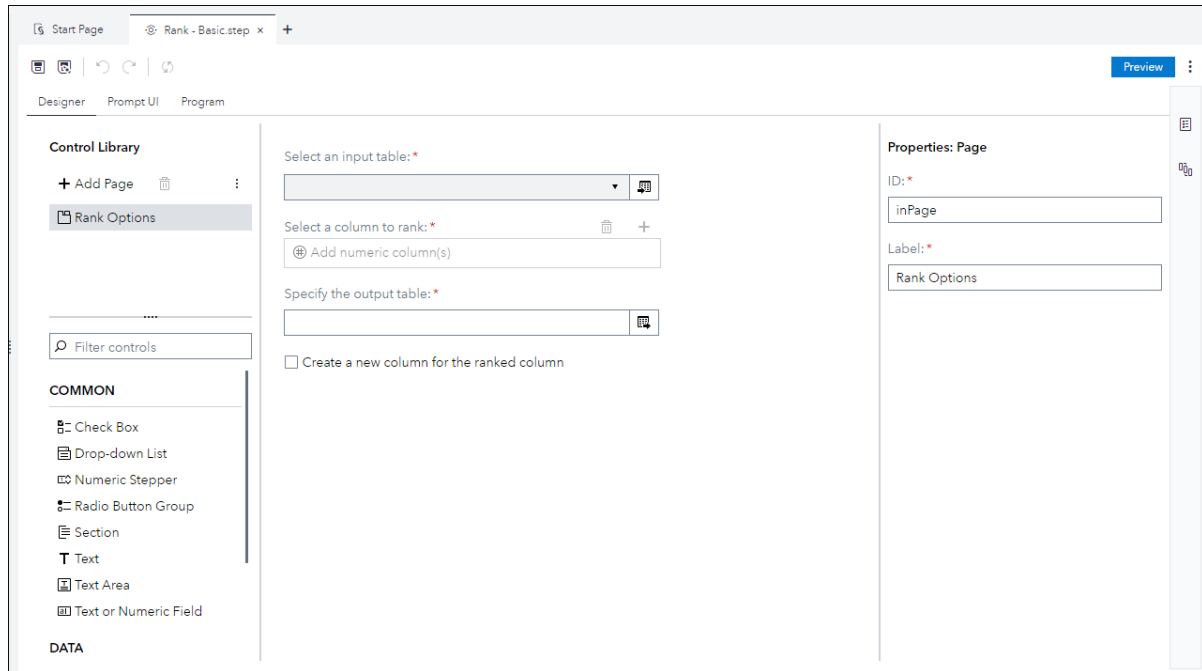 Start Page
Rank - Basic.step × +
Preview
Designer Prompt UI Program
Control Library
+ Add Page
Rank Options
Filter controls
COMMON
Check Box
Drop-down List
Numeric Stepper
Radio Button Group
Section
Text
Text Area
Text or Numeric Field
DATA
Select an input table:*
Select a column to rank:*
Add numeric column(s)
Specify the output table:*
Create a new column for the ranked column
Properties: Page
ID:*
inPage
Label:*
Rank Options